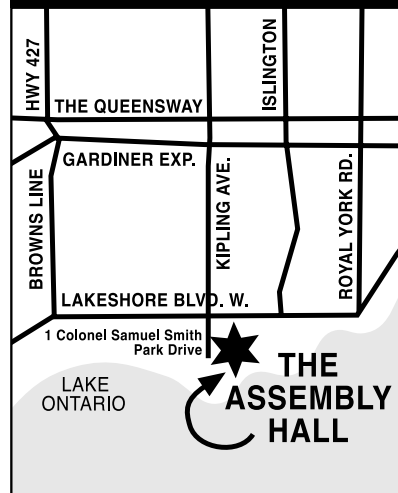 HWY 427
ISLINGTON
THE QUEENSWAY
GARDINER EXP.
BROWNS LINE
KIPLING AVE.
ROYAL YORK RD.
LAKESHORE BLVD. W.
1 Colonel Samuel Smith
Park Drive
THE
ASSEMBLY
HALL
LAKE
ONTARIO